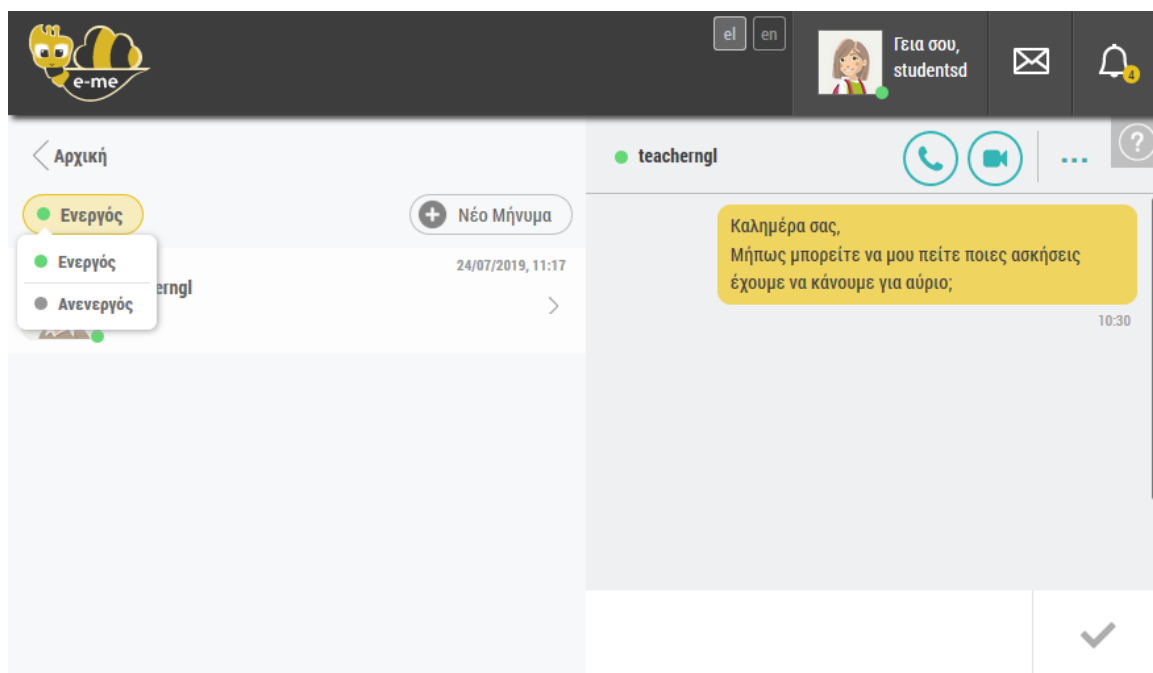 e-me
el en
Γεια σου,
studentsd
4
Αρχική
Ενεργός
Νέο Μήνυμα
Ενεργός
Ανενεργός
erngl
24/07/2019, 11:17
teacherngl
...
?
Καλημέρα σας,
Μήπως μπορείτε να μου πείτε ποιες ασκήσεις
έχουμε να κάνουμε για αύριο;
10:30